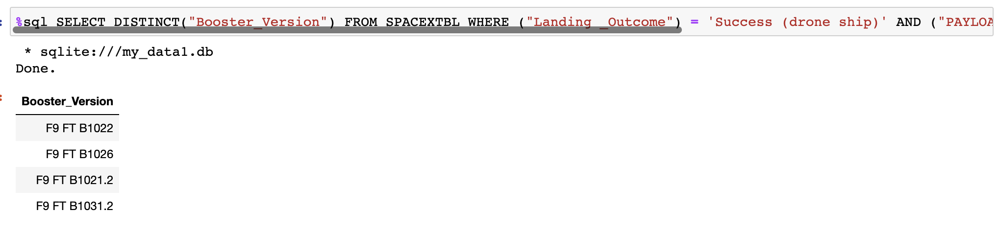 %sql SELECT DISTINCT("Booster_Version") FROM SPACEXTBL WHERE ("Landing _Outcome") = 'Success (drone ship)' AND ("PAYLOA
* sqlite:///my_data1.db
Done.
Booster_Version
F9 FT B1022
F9 FT B1026
F9 FT B1021.2
F9 FT B1031.2